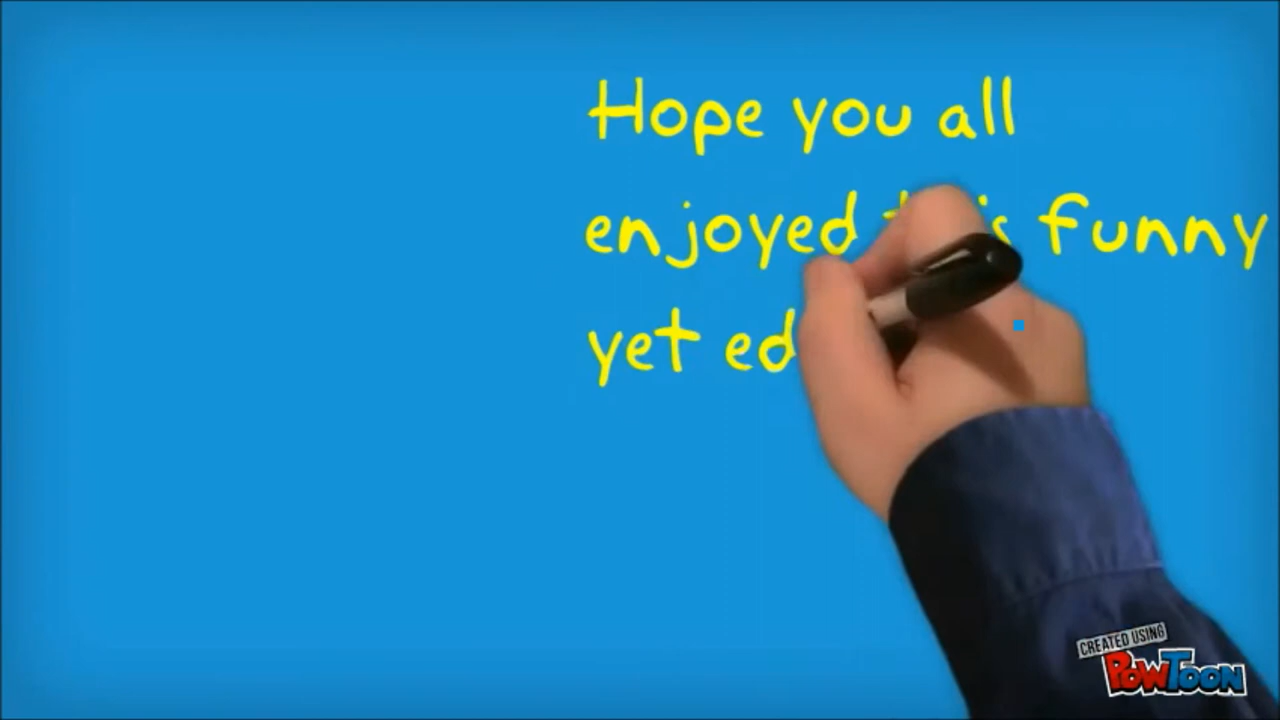 Hope you all
enjoyed funny
yet
CREATED USING
POWTOON